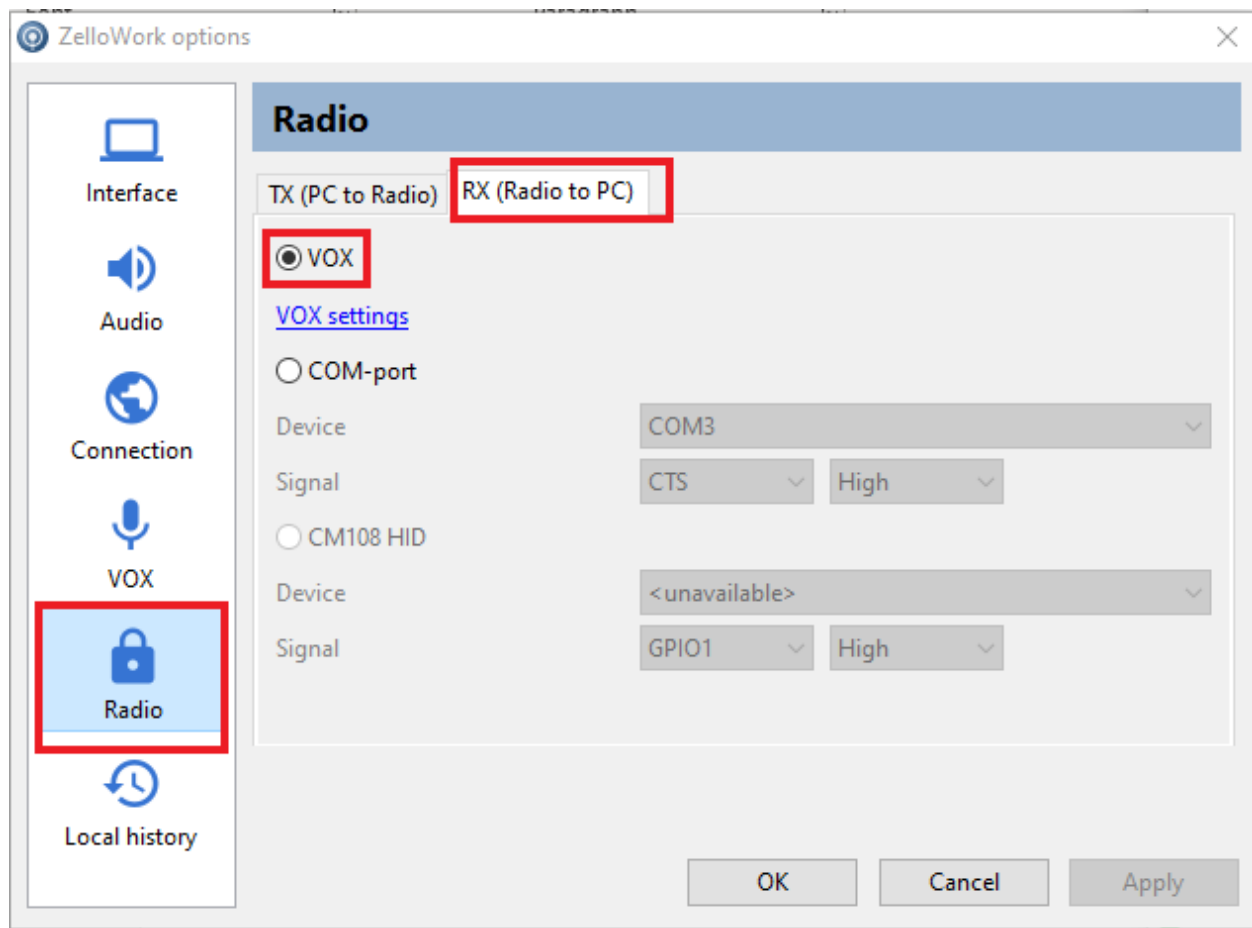 ZelloWork options
Interface
Audio
Connection
VOX
Radio
Local history
Radio
TX (PC to Radio) RX (Radio to PC)
VOX
VOX settings
COM-port
Device COM3
Signal CTS High
CM108 HID
Device <unavailable>
Signal GPIO1 High
OK Cancel Apply